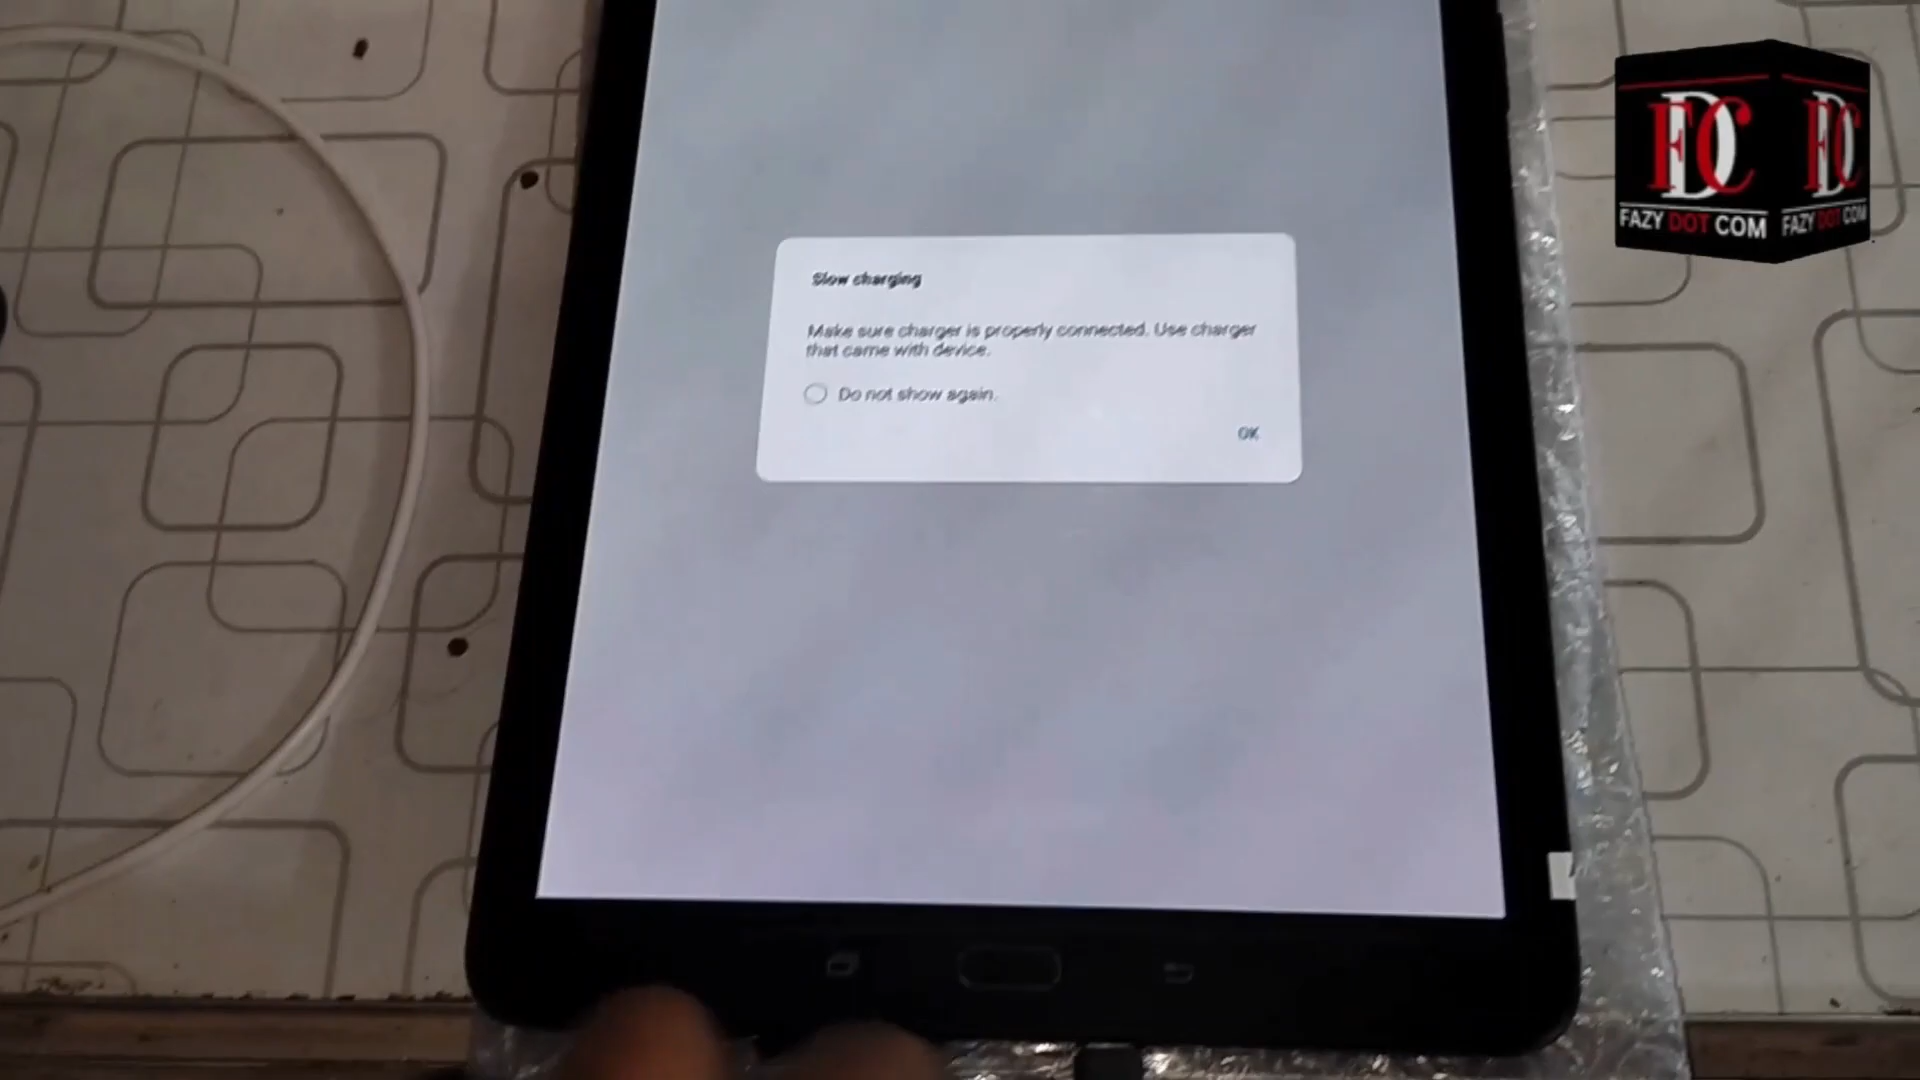 FDC
FDC
FAZY DOT COM
FAZY DOT COM
Slow charging
Make sure charger is properly connected. Use charger
that came with device.
Do not show again.
OK